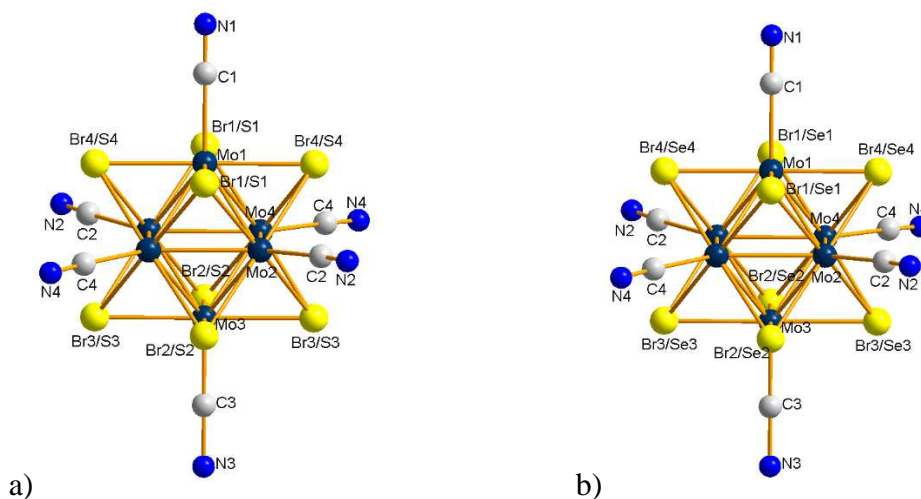 N1
C1
Br1/S1
Br4/S4
Mo1
Br4/S4
Br1/S1
N2
C2
Mo4
C4
N4
N4
C4
Br2/S2
Mo2
C2
N2
Br3/S3
Mo3
Br3/S3
Br2/S2
C3
N3
a)
N1
C1
Br1/Se1
Br4/Se4
Mo1
Br4/Se4
Br1/Se1
N2
C2
Mo4
C4
N4
C4
Br2/Se2
Mo2
C2
N2
Br3/Se3
Mo3
Br3/Se3
Br2/Se2
C3
N3
b)